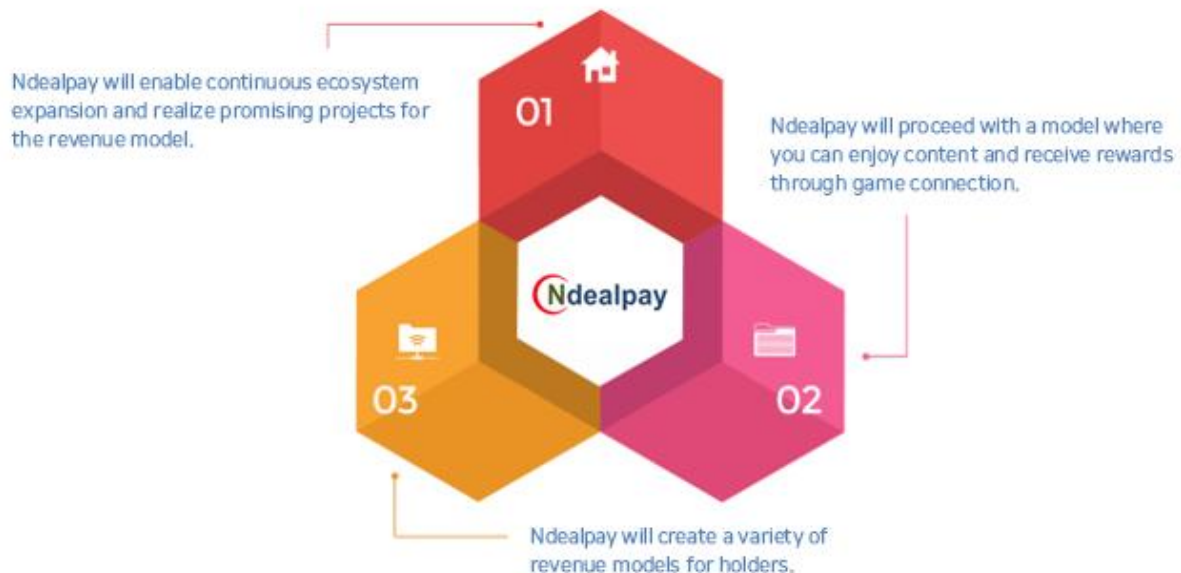 01
Ndealpay will enable continuous ecosystem
expansion and realize promising projects for
the revenue model.
Ndealpay will proceed with a model where
you can enjoy content and receive rewards
through game connection.
Ndealpay
03
02
Ndealpay will create a variety of
revenue models for holders.